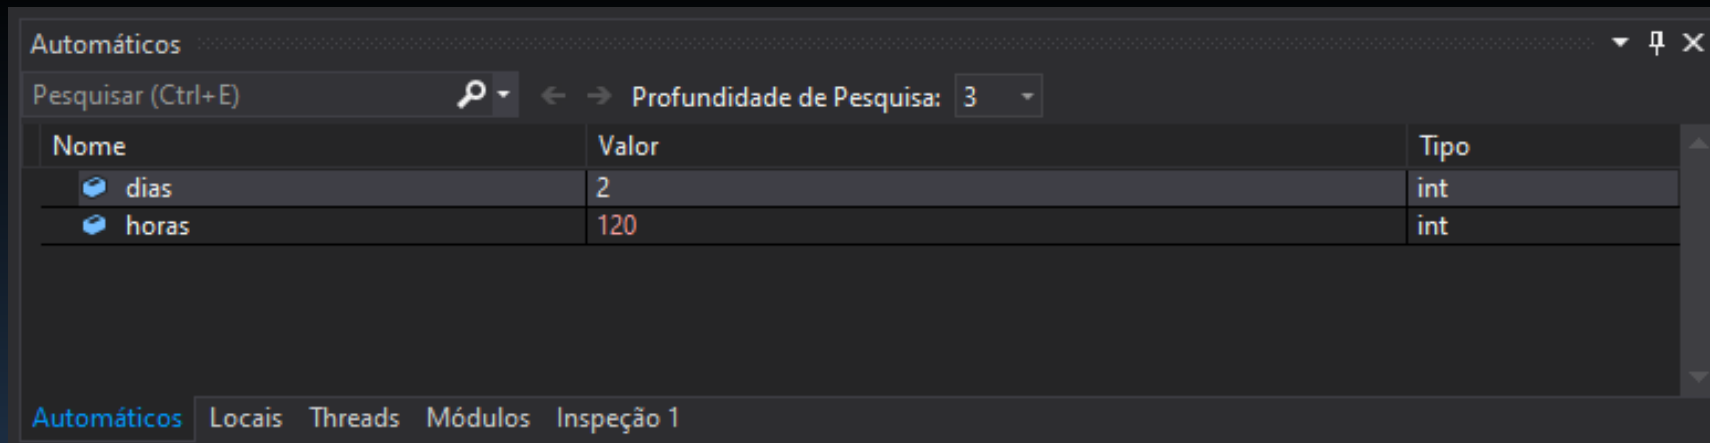 Automáticos
Pesquisar (Ctrl+E) Profundidade de Pesquisa: 3
Nome Valor Tipo
dias 2 int
horas 120 int
Automáticos Locais Threads Módulos Inspeção 1